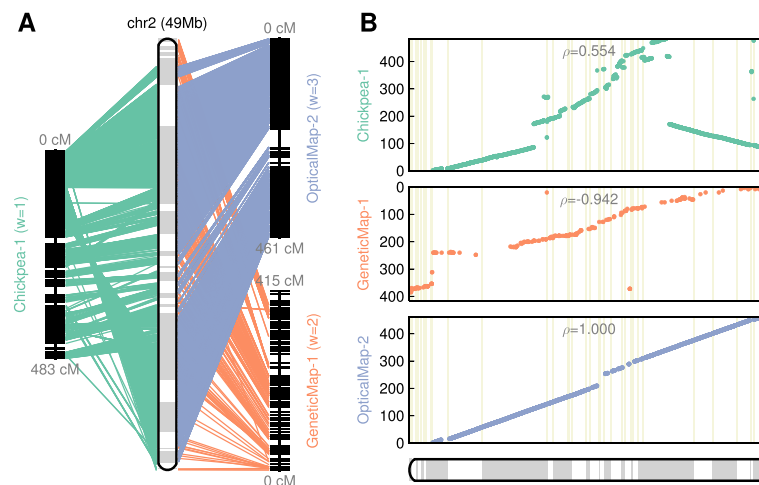 A
chr2 (49Mb)
0 cM
0 cM
Chickpea-1 (w=1)
483 cM
OpticalMap-2 (w=3)
461 cM
415 cM
GeneticMap-1 (w=2)
0 cM
B
ρ=0.554
Chickpea-1
400
300
200
100
0
ρ=-0.942
GeneticMap-1
0
100
200
300
400
ρ=1.000
OpticalMap-2
400
300
200
100
0